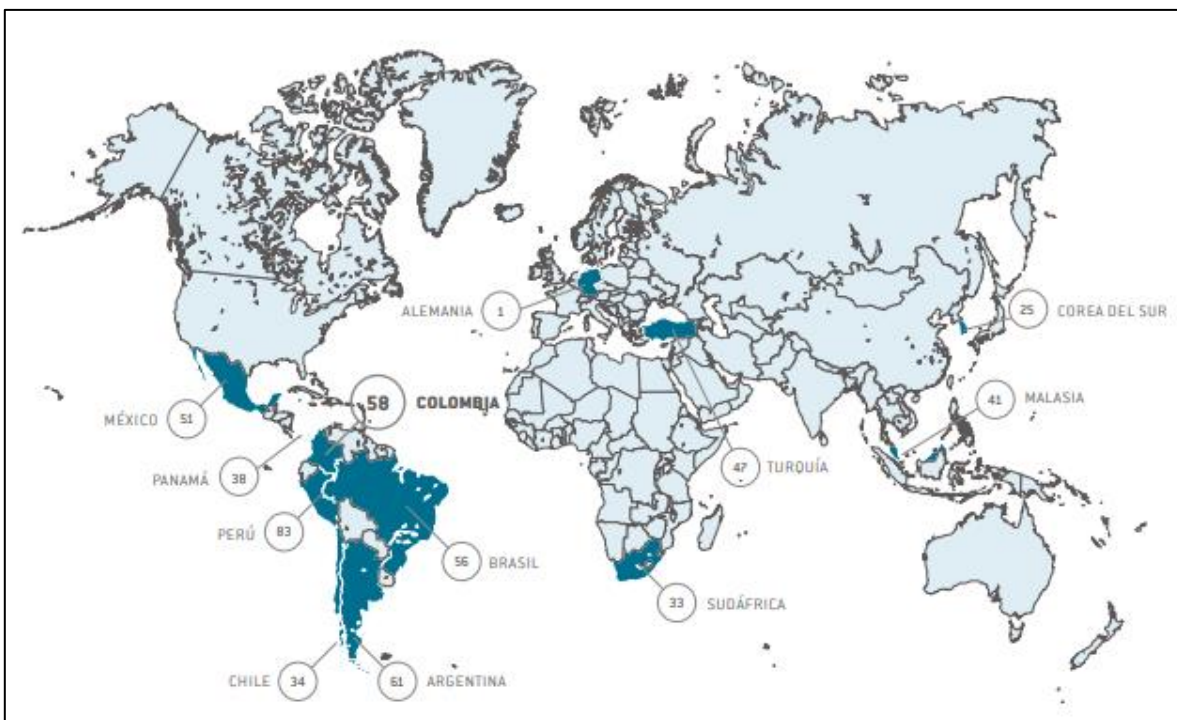 ALEMANIA 1
25 COREA DEL SUR
MÉXICO 51
58 COLOMBIA
41 MALASIA
PANAMÁ 38
47 TURQUÍA
PERÚ 83
56 BRASIL
33 SUDÁFRICA
CHILE 34
61 ARGENTINA